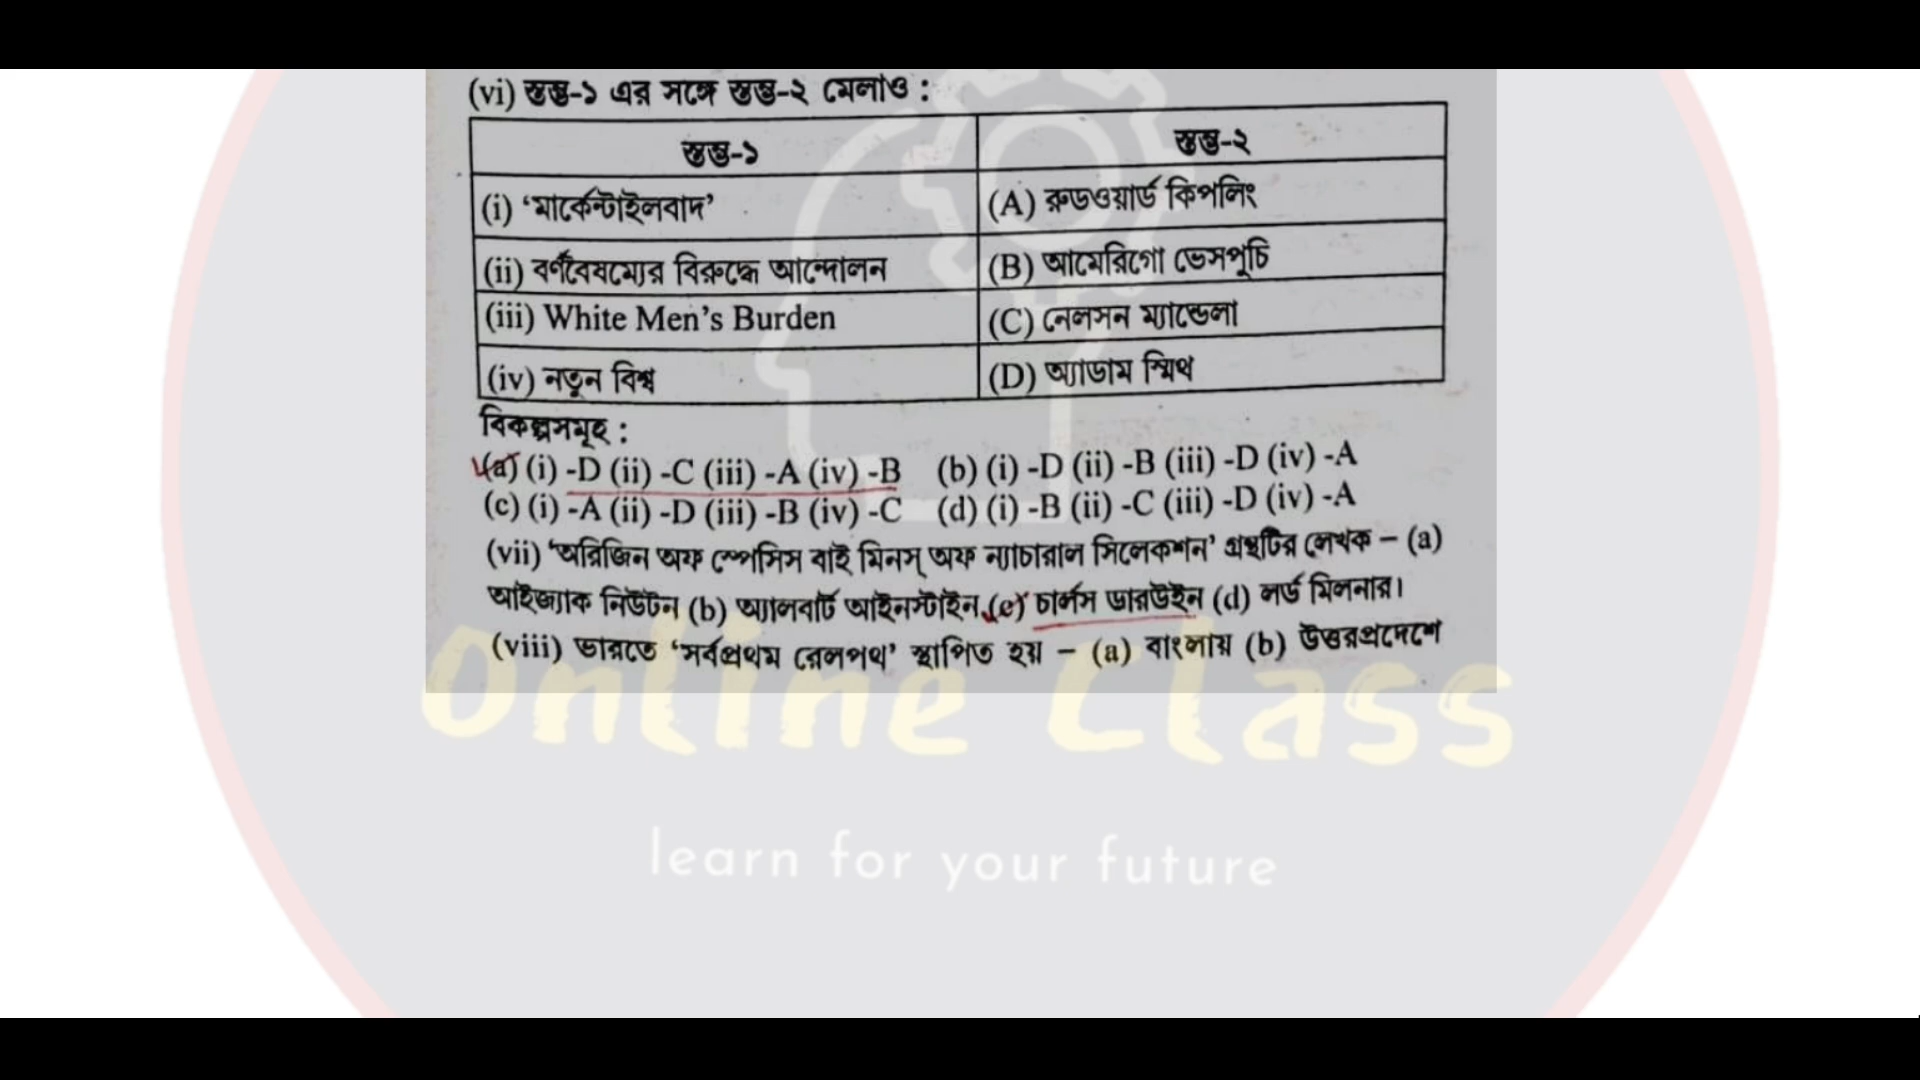 (vi) স্তম্ভ-১ এর সঙ্গে স্তম্ভ-২ মেলাও :
স্তম্ভ-১ স্তম্ভ-২
(i) ‘মার্কেন্টাইলবাদ’ (A) রুডওয়ার্ড কিপলিং
(ii) বর্ণবৈষম্যের বিরুদ্ধে আন্দোলন (B) আমেরিগো ভেসপুচি
(iii) White Men’s Burden (C) নেলসন ম্যান্ডেলা
(iv) নতুন বিশ্ব (D) অ্যাডাম স্মিথ
বিকল্পসমূহ :
(a) (i) -D (ii) -C (iii) -A (iv) -B (b) (i) -D (ii) -B (iii) -D (iv) -A
(c) (i) -A (ii) -D (iii) -B (iv) -C (d) (i) -B (ii) -C (iii) -D (iv) -A
(vii) ‘অরিজিন অফ স্পেসিস বাই মিনস্ অফ ন্যাচারাল সিলেকশন’ গ্রন্থটির লেখক – (a)
আইজ্যাক নিউটন (b) অ্যালবার্ট আইনস্টাইন (c) চার্লস ডারউইন (d) লর্ড মিলনার।
(viii) ভারতে ‘সর্বপ্রথম রেলপথ’ স্থাপিত হয় – (a) বাংলায় (b) উত্তরপ্রদেশে
Online Class
learn for your future